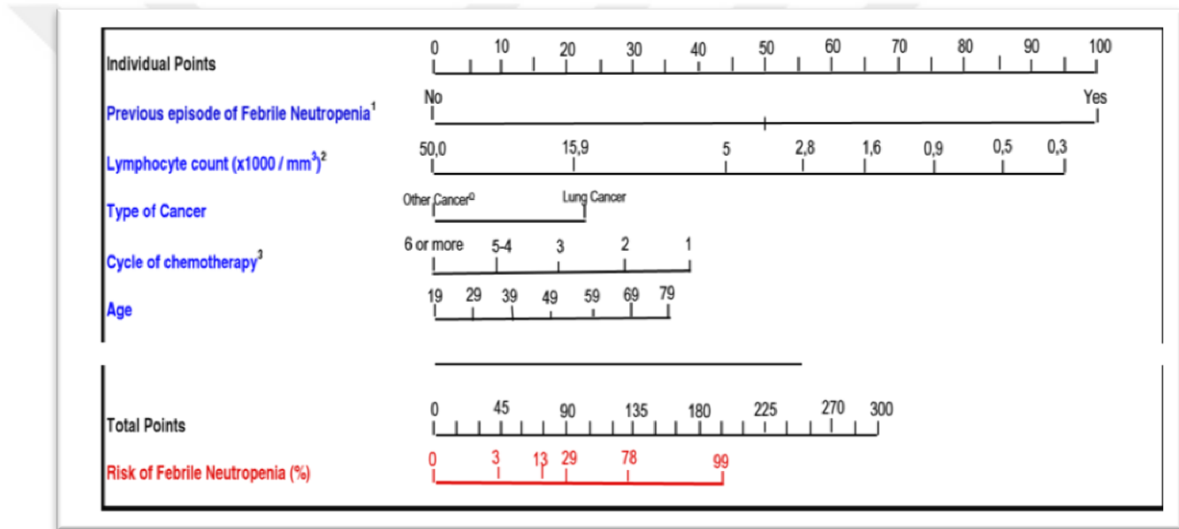 0 10 20 30 40 50 60 70 80 90 100
Individual Points
No Yes
Previous episode of Febrile Neutropenia¹
50,0 15,9 5 2,8 1,6 0,9 0,5 0,3
Lymphocyte count (x1000 / mm³)²
Other Cancer⁰ Lung Cancer
Type of Cancer
6 or more 5-4 3 2 1
Cycle of chemotherapy³
19 29 39 49 59 69 79
Age
0 45 90 135 180 225 270 300
Total Points
0 3 13 29 78 99
Risk of Febrile Neutropenia (%)